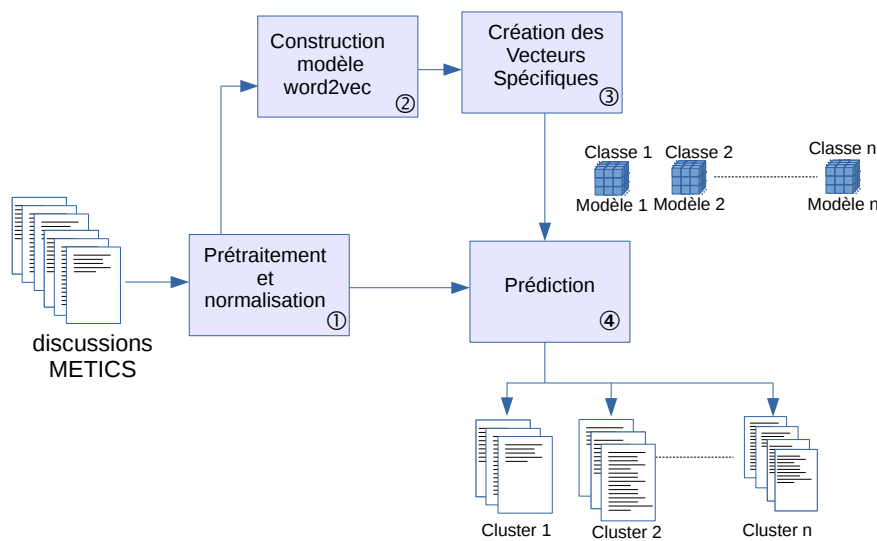 Construction
modèle
word2vec
②
Création des
Vecteurs
Spécifiques
③
Classe 1
Classe 2
Classe n
Modèle 1
Modèle 2
Modèle n
Prétraitement
et
normalisation
①
Prédiction
④
discussions
METICS
Cluster 1
Cluster 2
Cluster n